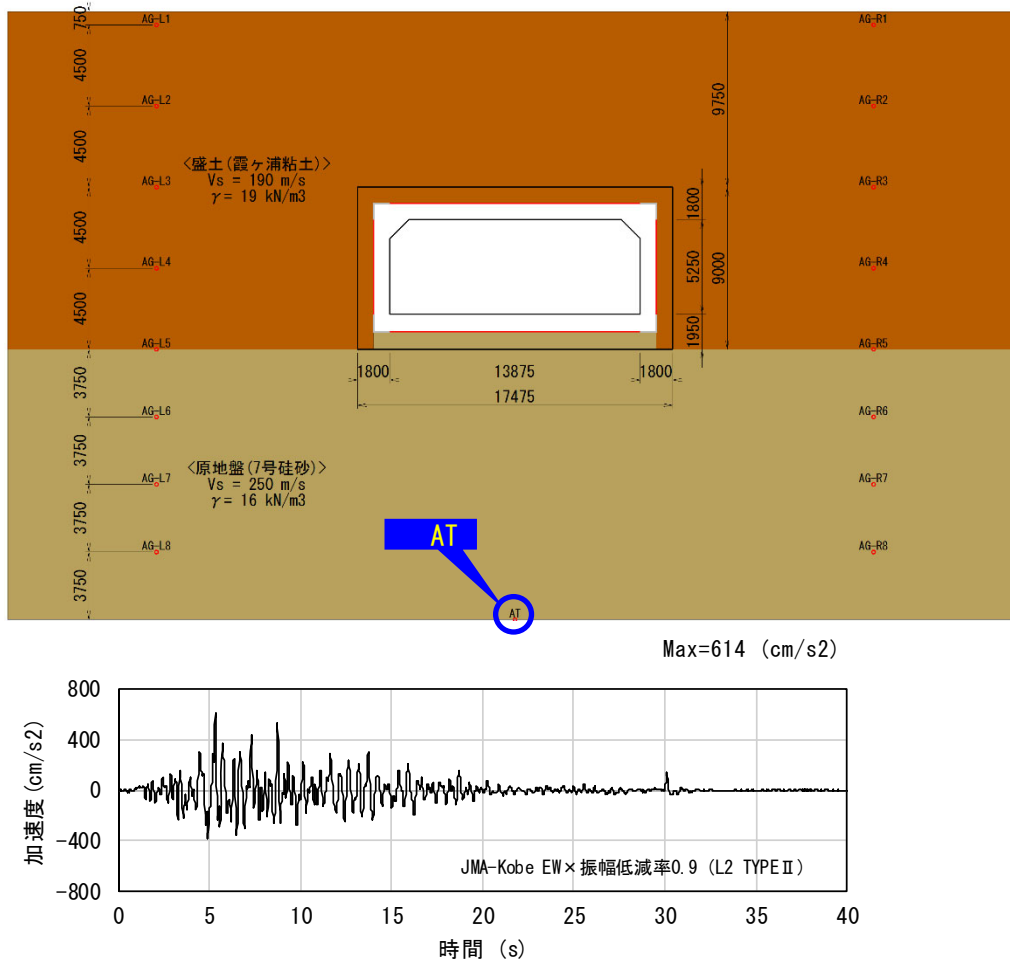 750
AG-L1
AG-R1
4500
9750
AG-L2
AG-R2
4500
<盛土(霞ヶ浦粘土)>
Vs = 190 m/s
γ= 19 kN/m3
AG-L3
AG-R3
1800
4500
AG-L4
AG-R4
5250
9000
4500
1950
AG-L5
AG-R5
1800
13875
1800
17475
3750
AG-L6
AG-R6
3750
<原地盤(7号硅砂)>
Vs = 250 m/s
γ= 16 kN/m3
AG-L7
AG-R7
3750
AT
AG-L8
AG-R8
3750
AT
Max=614 (cm/s2)
加速度(cm/s2)
800
400
0
-400
-800
JMA-Kobe EW×振幅低減率0.9 (L2 TYPEⅡ)
0 5 10 15 20 25 30 35 40
時間 (s)